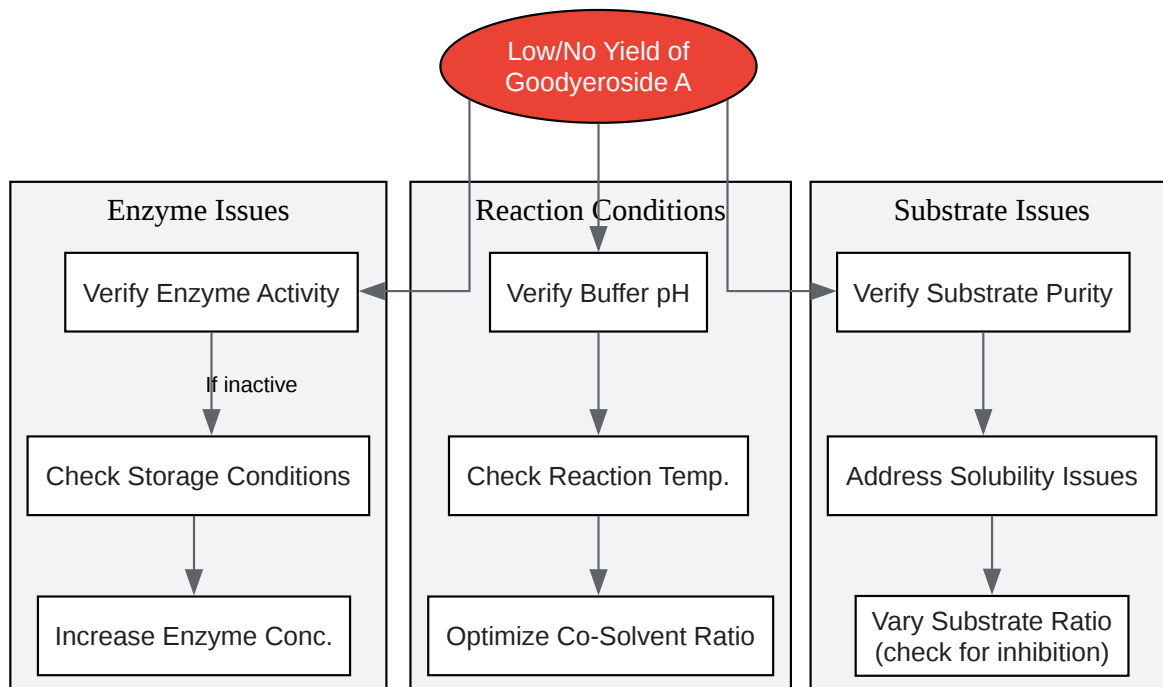 Low/No Yield of
Goodyeroside A
Enzyme Issues
Verify Enzyme Activity
If inactive
Check Storage Conditions
Increase Enzyme Conc.
Reaction Conditions
Verify Buffer pH
Check Reaction Temp.
Optimize Co-Solvent Ratio
Substrate Issues
Verify Substrate Purity
Address Solubility Issues
Vary Substrate Ratio
(check for inhibition)